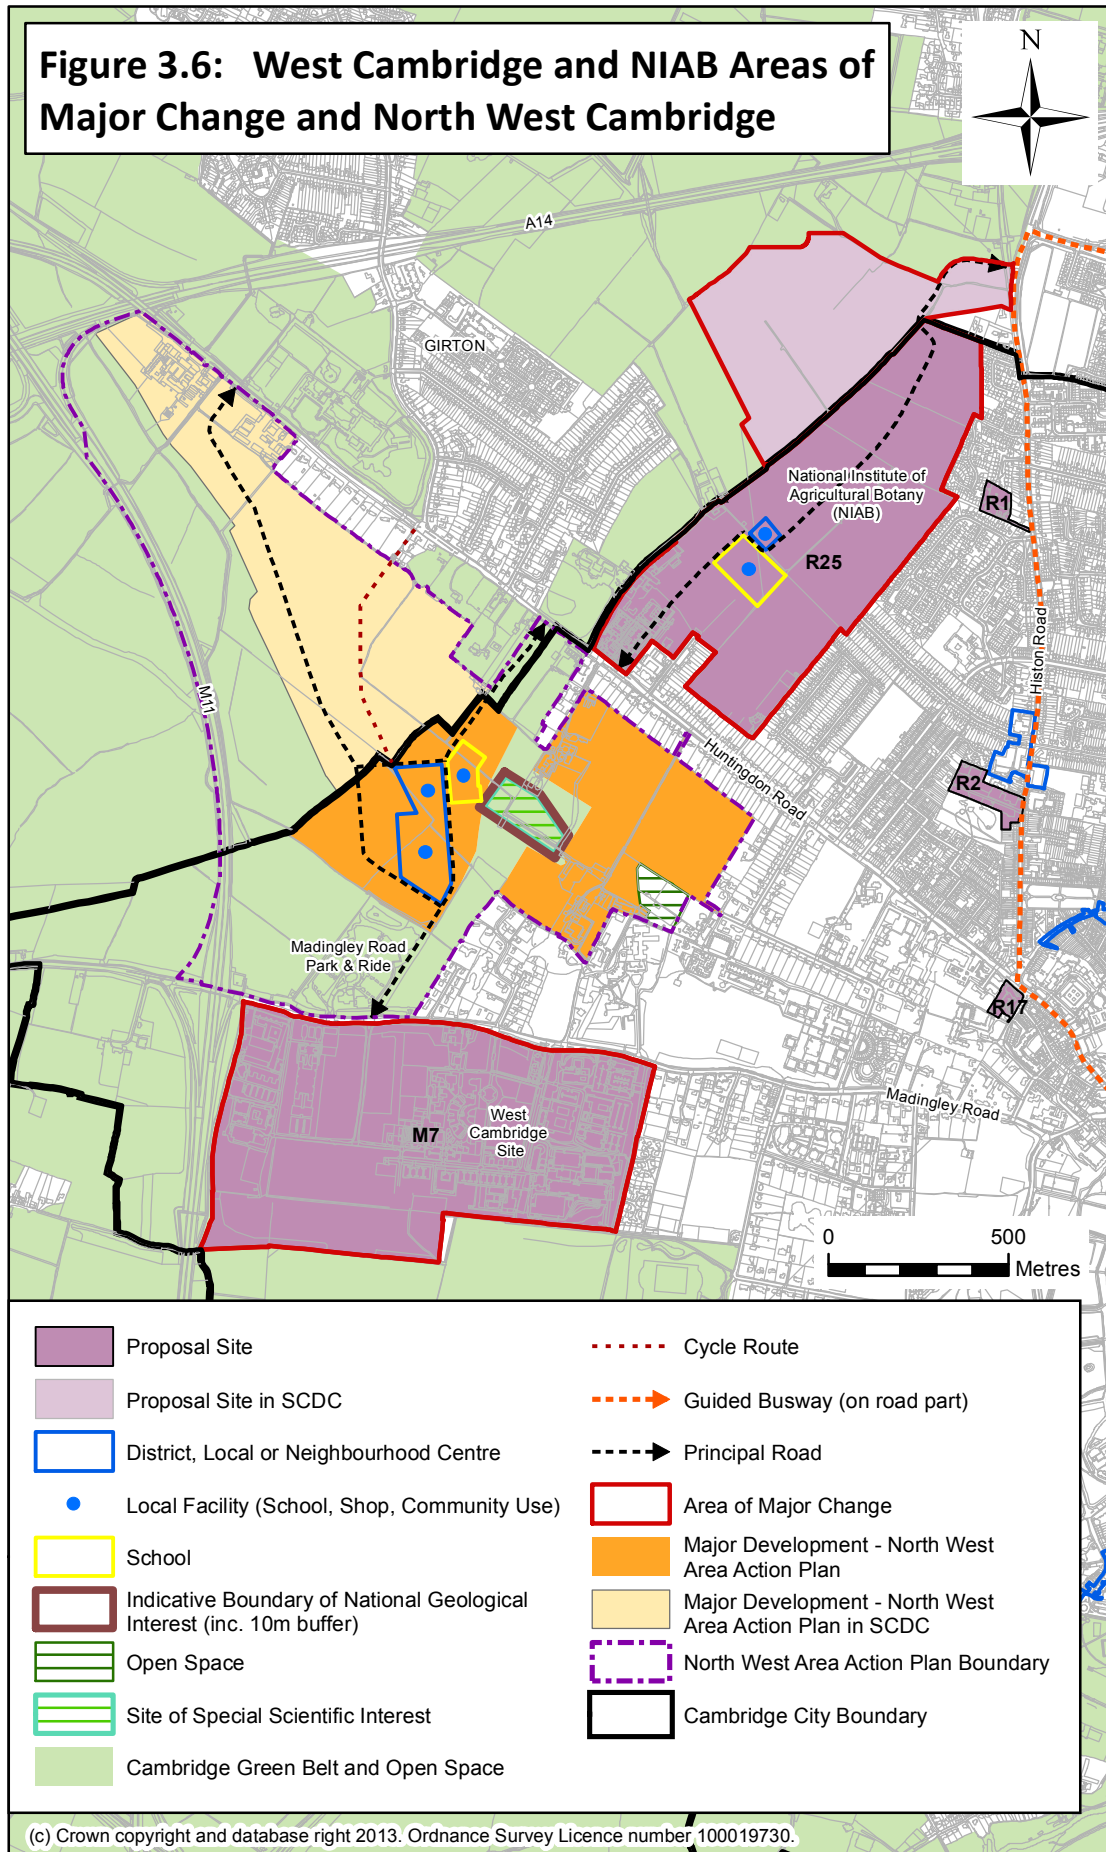 Figure 3.6: West Cambridge and NIAB Areas of
Major Change and North West Cambridge
N
A14
GIRTON
National Institute of
Agricultural Botany
(NIAB)
R1
R25
Histon Road
M11
Huntingdon Road
R2
Madingley Road
Park & Ride
R17
Madingley Road
M7
West
Cambridge
Site
0 500
Metres
Proposal Site
Proposal Site in SCDC
District, Local or Neighbourhood Centre
Local Facility (School, Shop, Community Use)
School
Indicative Boundary of National Geological
Interest (inc. 10m buffer)
Open Space
Site of Special Scientific Interest
Cambridge Green Belt and Open Space
Cycle Route
Guided Busway (on road part)
Principal Road
Area of Major Change
Major Development - North West
Area Action Plan
Major Development - North West
Area Action Plan in SCDC
North West Area Action Plan Boundary
Cambridge City Boundary
(c) Crown copyright and database right 2013. Ordnance Survey Licence number 100019730.